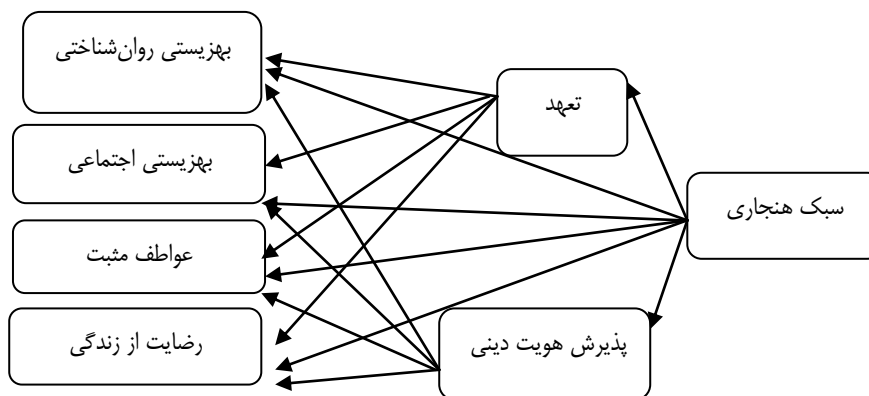 بهزیستی روان‌شناختی
تعهد
بهزیستی اجتماعی
سبک هنجاری
عواطف مثبت
پذیرش هویت دینی
رضایت از زندگی